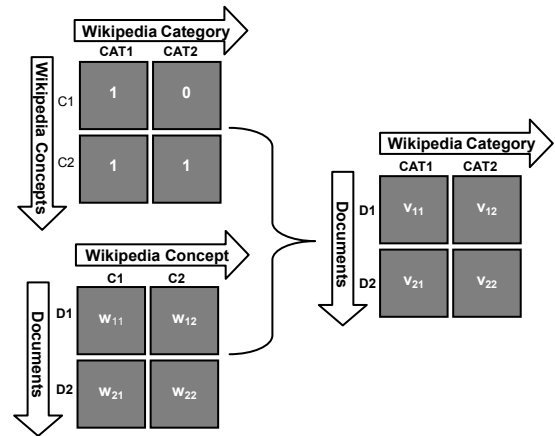 Wikipedia Category
CAT1 CAT2
Wikipedia Concepts
C1 1 0
C2 1 1
Wikipedia Concept
C1 C2
Documents
D1 w11 w12
D2 w21 w22
Wikipedia Category
CAT1 CAT2
Documents
D1 v11 v12
D2 v21 v22